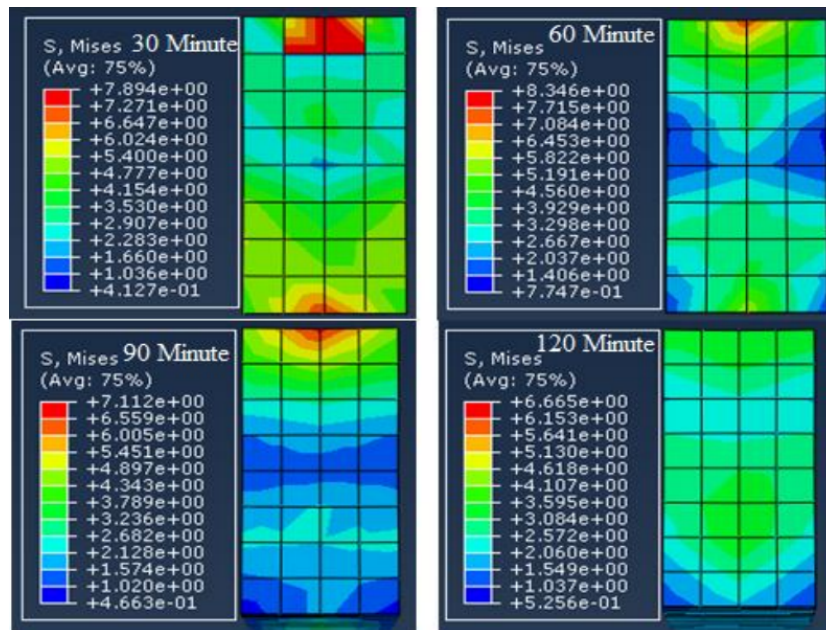 S, Mises 30 Minute
(Avg: 75%)
+7.894e+00
+7.271e+00
+6.647e+00
+6.024e+00
+5.400e+00
+4.777e+00
+4.154e+00
+3.530e+00
+2.907e+00
+2.283e+00
+1.660e+00
+1.036e+00
+4.127e-01
S, Mises 60 Minute
(Avg: 75%)
+8.346e+00
+7.715e+00
+7.084e+00
+6.453e+00
+5.822e+00
+5.191e+00
+4.560e+00
+3.929e+00
+3.298e+00
+2.667e+00
+2.037e+00
+1.406e+00
+7.747e-01
S, Mises 90 Minute
(Avg: 75%)
+7.112e+00
+6.559e+00
+6.005e+00
+5.451e+00
+4.897e+00
+4.343e+00
+3.789e+00
+3.236e+00
+2.682e+00
+2.128e+00
+1.574e+00
+1.020e+00
+4.663e-01
S, Mises 120 Minute
(Avg: 75%)
+6.665e+00
+6.153e+00
+5.641e+00
+5.130e+00
+4.618e+00
+4.107e+00
+3.595e+00
+3.084e+00
+2.572e+00
+2.060e+00
+1.549e+00
+1.037e+00
+5.256e-01